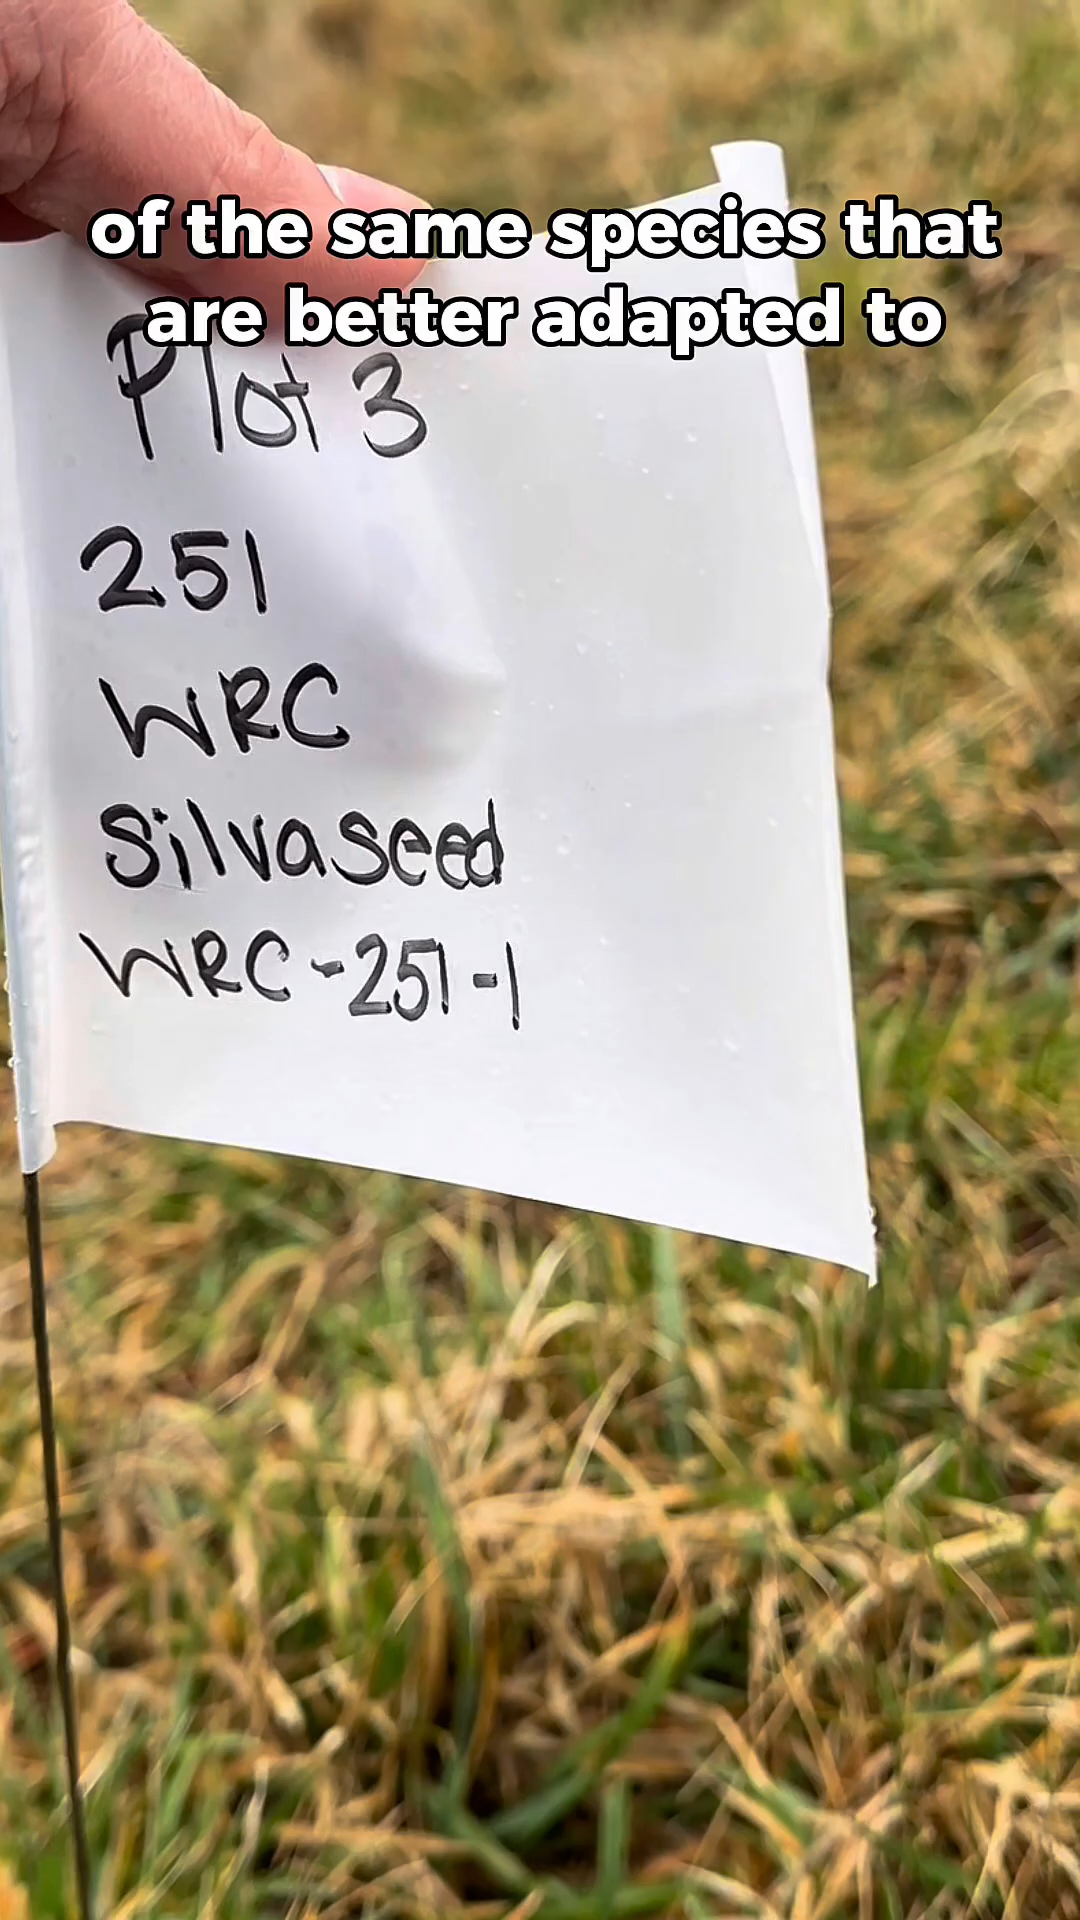 of the same species that
are better adapted to
Plot 3
251
WRC
Silvaseed
WRC-251-1